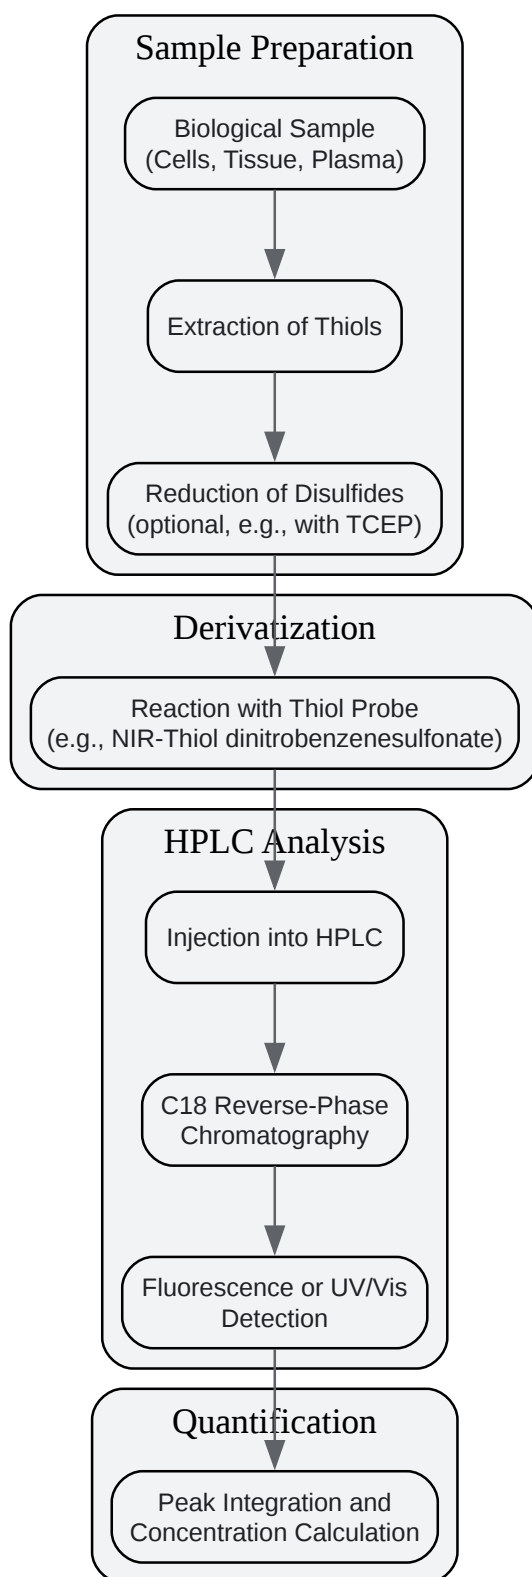 Sample Preparation
Biological Sample
(Cells, Tissue, Plasma)
Extraction of Thiols
Reduction of Disulfides
(optional, e.g., with TCEP)
Derivatization
Reaction with Thiol Probe
(e.g., NIR-Thiol dinitrobenzenesulfonate)
HPLC Analysis
Injection into HPLC
C18 Reverse-Phase
Chromatography
Fluorescence or UV/Vis
Detection
Quantification
Peak Integration and
Concentration Calculation